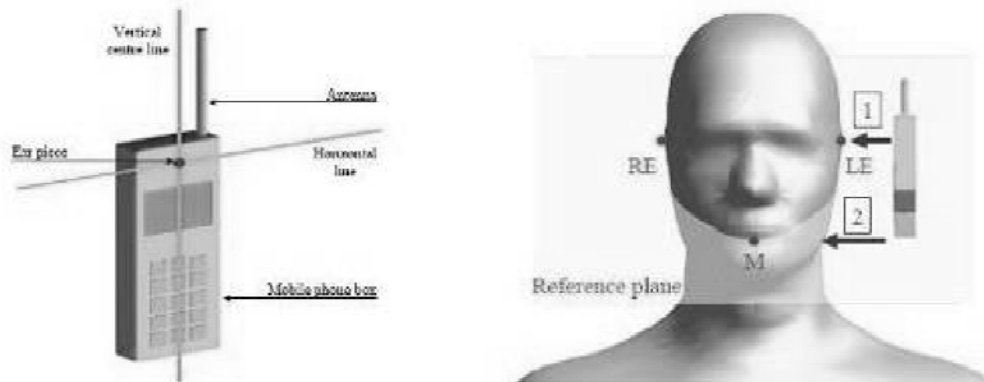 Vertical
centre line
Antenna
Ear piece
Horizontal
line
Mobile phone box
1
RE
LE
2
M
Reference plane